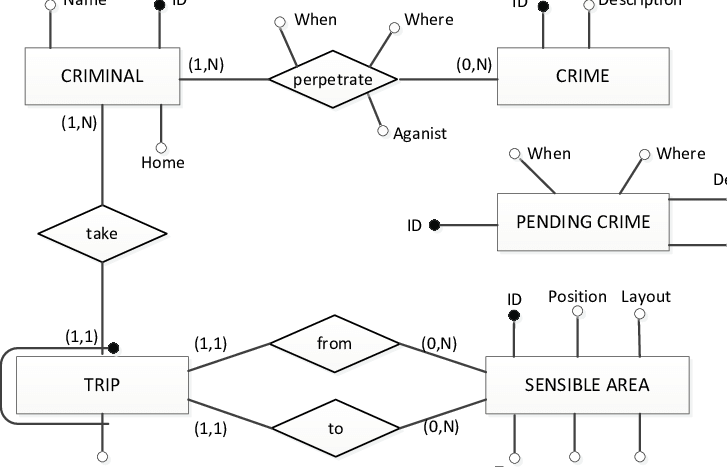 Name
ID
ID
Description
When
Where
CRIMINAL
(1,N)
perpetrate
(0,N)
CRIME
(1,N)
Aganist
Home
When
Where
ID
PENDING CRIME
take
ID
Position
Layout
(1,1)
(1,1)
from
(0,N)
TRIP
SENSIBLE AREA
(1,1)
to
(0,N)